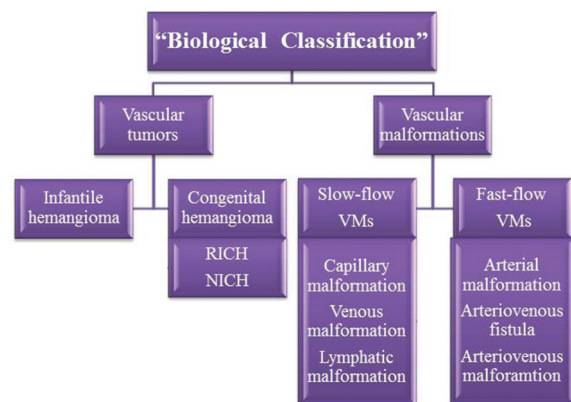 “Biological Classification”
Vascular
tumors
Vascular
malformations
Infantile
hemangioma
Congenital
hemangioma
RICH
NICH
Slow-flow
VMs
Capillary
malformation
Venous
malformation
Lymphatic
malformation
Fast-flow
VMs
Arterial
malformation
Arteriovenous
fistula
Arteriovenous
malforamtion